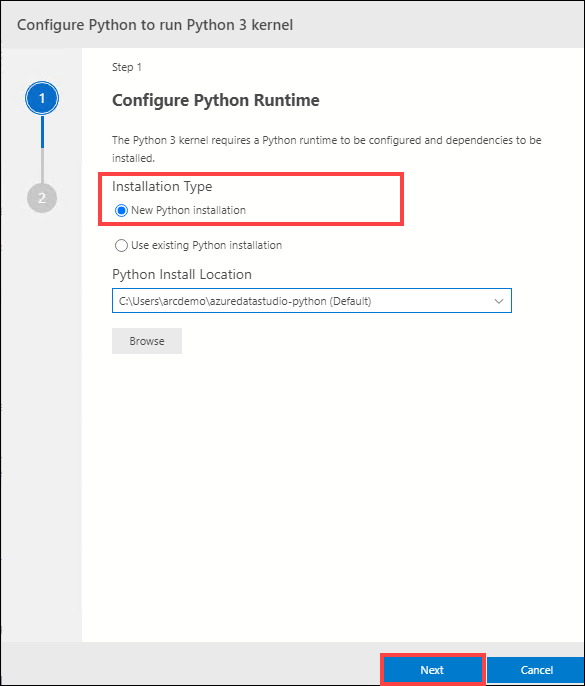 Configure Python to run Python 3 kernel
1
2
Step 1
Configure Python Runtime
The Python 3 kernel requires a Python runtime to be configured and dependencies to be
installed.
Installation Type
New Python installation
Use existing Python installation
Python Install Location
C:\Users\arcdemo\azuredatastudio-python (Default)
Browse
Next
Cancel